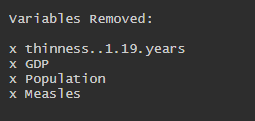 Variables Removed:
x thinness..1.19.years
x GDP
x Population
x Measles